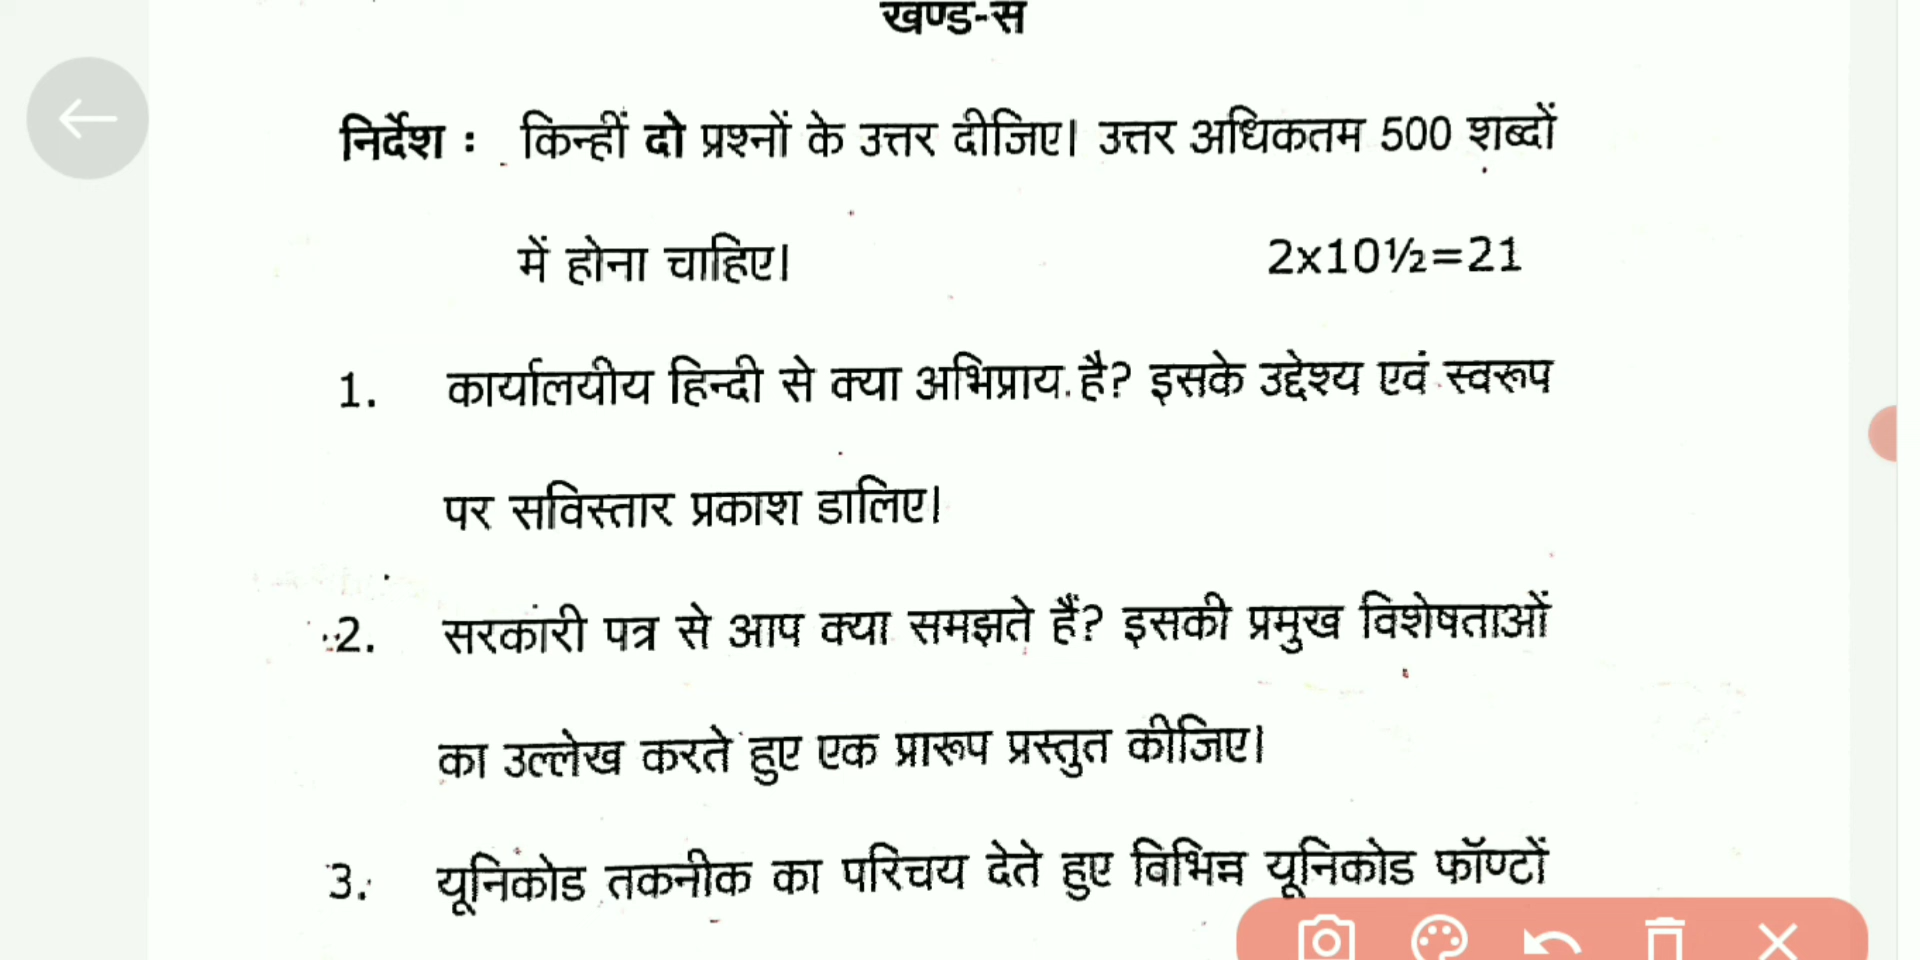 खण्ड-स
निर्देश : किन्हीं दो प्रश्नों के उत्तर दीजिए। उत्तर अधिकतम 500 शब्दों
में होना चाहिए। 2x10½=21
1. कार्यालयीय हिन्दी से क्या अभिप्राय है? इसके उद्देश्य एवं स्वरूप
पर सविस्तार प्रकाश डालिए।
2. सरकारी पत्र से आप क्या समझते हैं? इसकी प्रमुख विशेषताओं
का उल्लेख करते हुए एक प्रारूप प्रस्तुत कीजिए।
3. यूनिकोड तकनीक का परिचय देते हुए विभिन्न यूनिकोड फॉण्टों